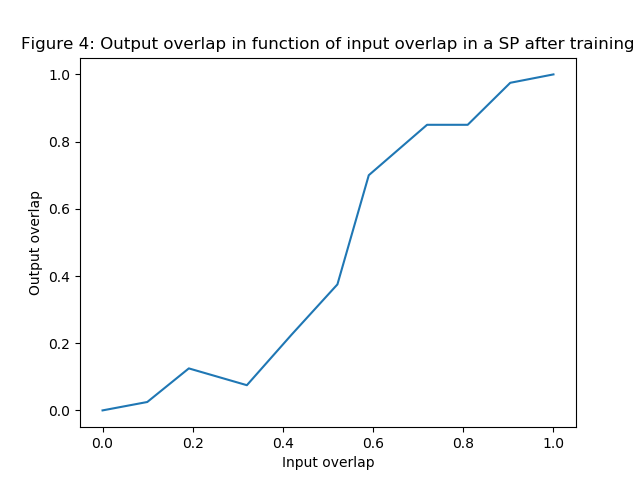 Figure 4: Output overlap in function of input overlap in a SP after training
1.0
0.8
0.6
0.4
0.2
0.0
Output overlap
0.0 0.2 0.4 0.6 0.8 1.0
Input overlap